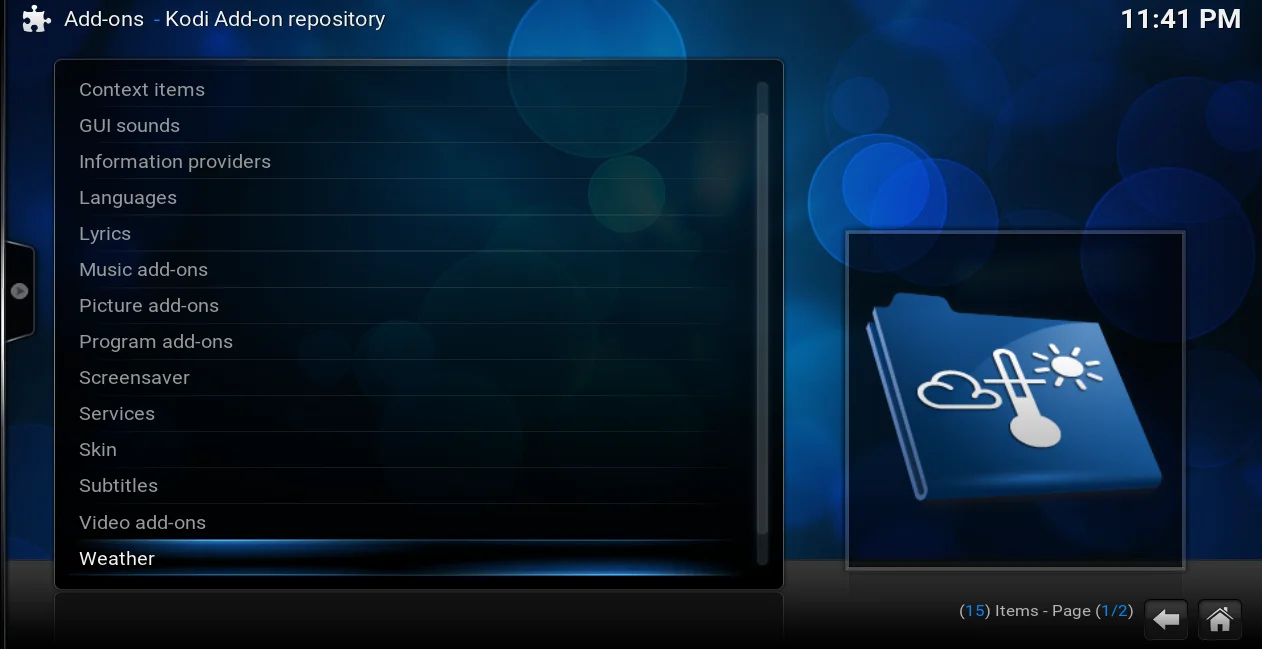 Add-ons - Kodi Add-on repository
11:41 PM
Context items
GUI sounds
Information providers
Languages
Lyrics
Music add-ons
Picture add-ons
Program add-ons
Screensaver
Services
Skin
Subtitles
Video add-ons
Weather
(15) Items - Page (1/2)